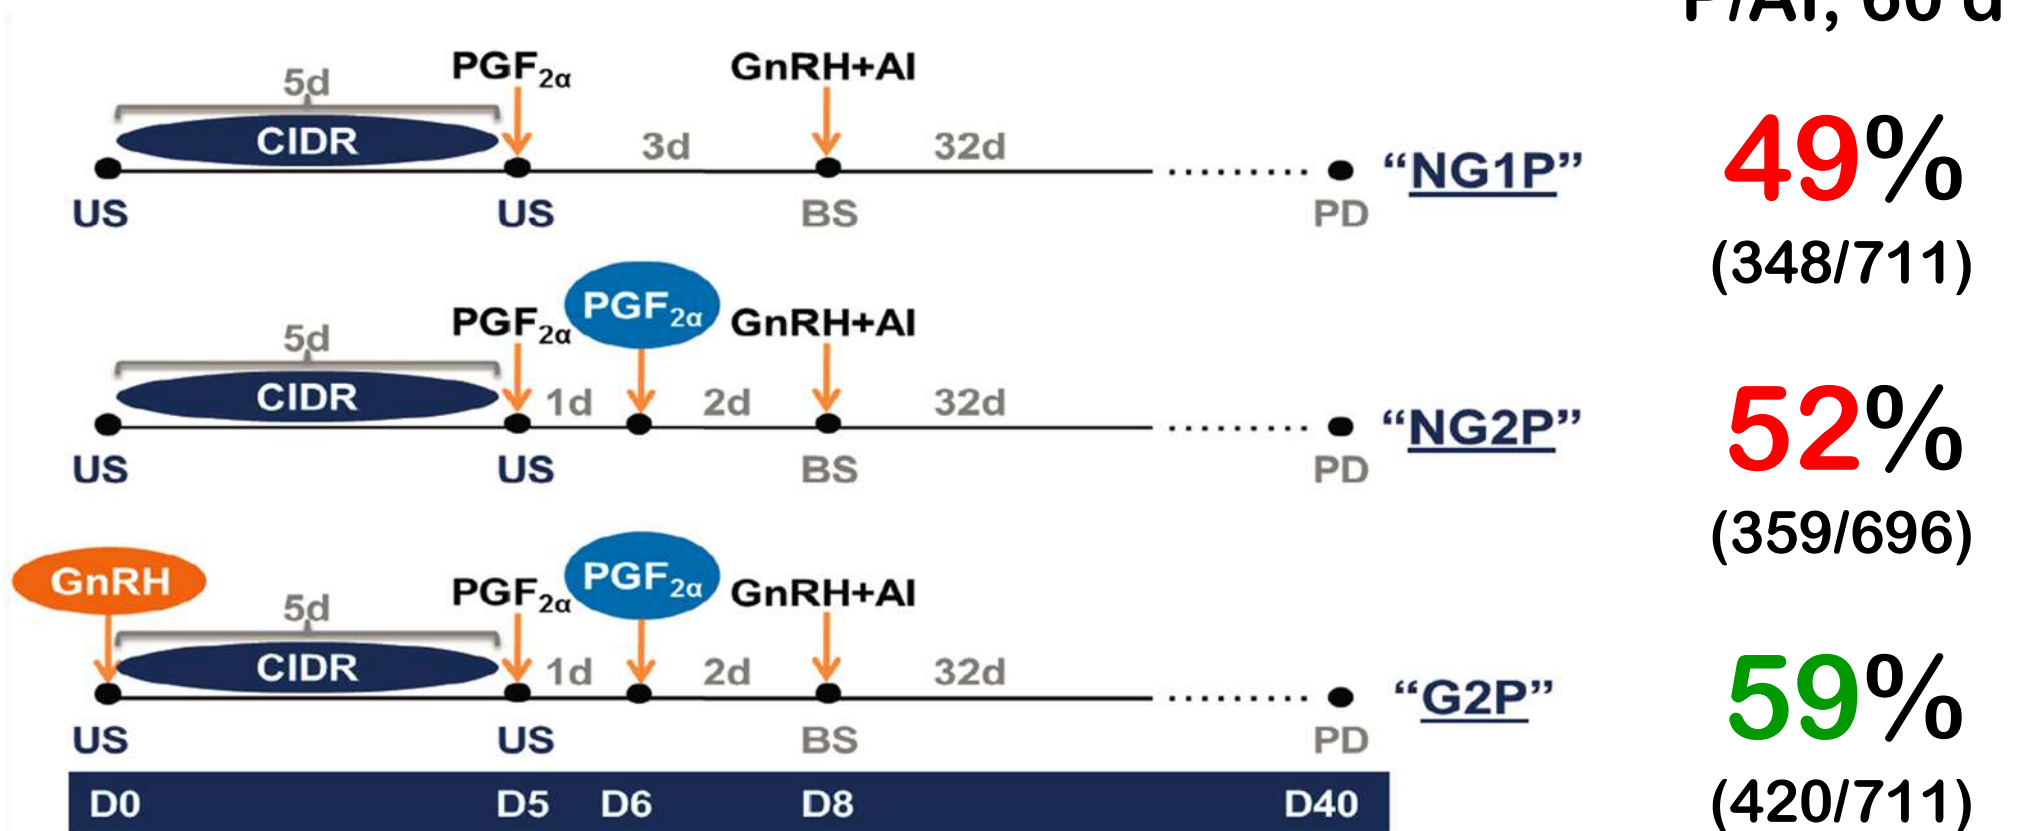 P/AI, 60 d
5d PGF2α GnRH+AI
CIDR 3d 32d “NG1P” 49%
US US BS PD (348/711)
5d PGF2α PGF2α GnRH+AI
CIDR 1d 2d 32d “NG2P” 52%
US US BS PD (359/696)
GnRH 5d PGF2α PGF2α GnRH+AI
CIDR 1d 2d 32d “G2P” 59%
US US BS PD
D0 D5 D6 D8 D40 (420/711)